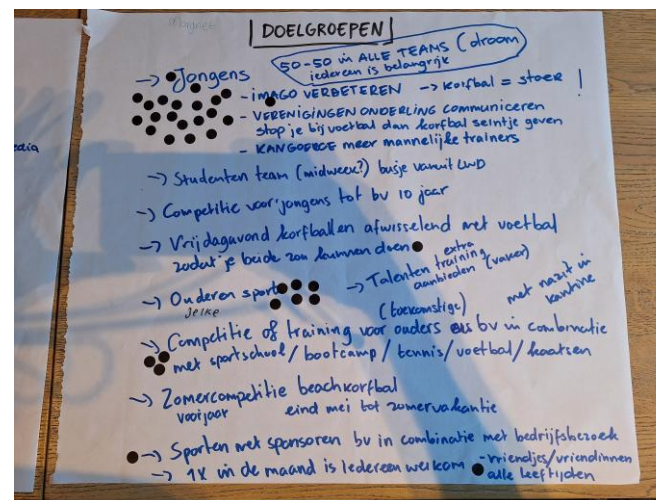 Margriet
DOELGROEPEN
50-50 in ALLE TEAMS (droom
iedereen is belangrijk
-> Jongens
- iMAGO VERBETEREN -> korfbal = stoer !
- VERENIGINGEN ONDERLING communiceren
stop je bij voetbal dan korfbal seintje geven
- KANGOEROE meer mannelijke trainers
-> Studenten team (midweek?) busje vanuit LWD
-> Competitie voor jongens tot bv 10 jaar
-> Vrijdagavond korfballen afwisselend met voetbal
zodat je beide zou kunnen doen
-> Ouderen sport
Jelke
-> Talenten extra training
aanbieden (vaker)
(toekomstige)
met nazit in
kantine
-> Competitie of training voor ouders bv in combinatie
met sportschool/bootcamp/tennis/voetbal/kaatsen
-> Zomercompetitie beachkorfbal
voorjaar eind mei tot zomervakantie
-> Sporten met sponsoren bv in combinatie met bedrijfsbezoek
-> 1x in de maand is iedereen welkom
- vriendjes/vriendinnen
alle leeftijden